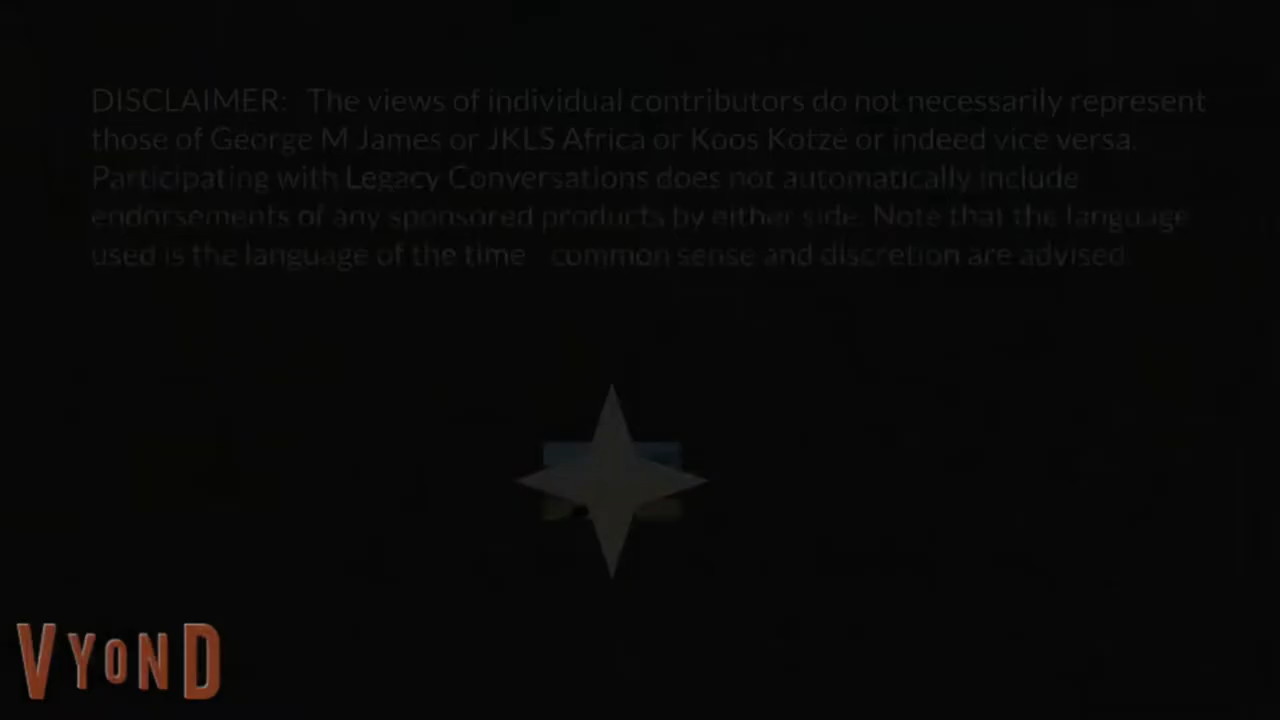 DISCLAIMER: The views of individual contributors do not necessarily represent
those of George M James or JKLS Africa or Koos Kotze or indeed vice versa.
Participating with Legacy Conversations does not automatically include
endorsements of any sponsored products by either side. Note that the language
used is the language of the time common sense and discretion are advised
VYOND